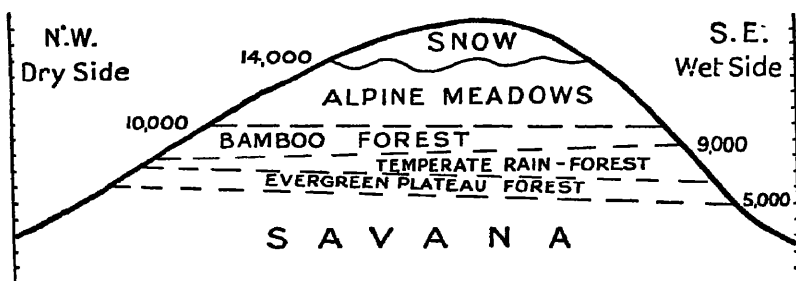 N.W.
Dry Side
S.E.
Wet Side
SNOW
14,000
ALPINE MEADOWS
10,000
BAMBOO FOREST
9,000
TEMPERATE RAIN-FOREST
EVERGREEN PLATEAU FOREST
5,000
SAVANA